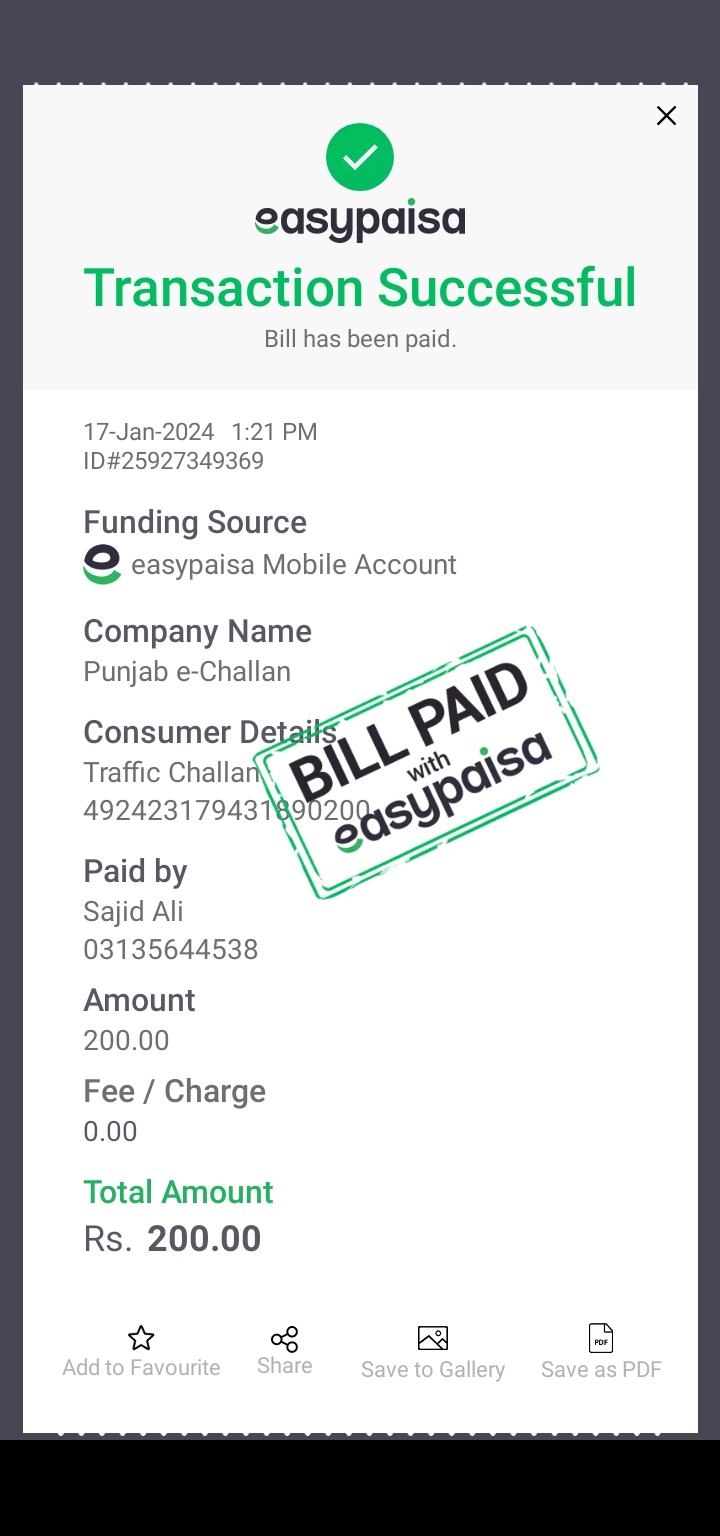 easypaisa
Transaction Successful
Bill has been paid.
17-Jan-2024 1:21 PM
ID#25927349369
Funding Source
easypaisa Mobile Account
Company Name
Punjab e-Challan
Consumer Details
Traffic Challan
492423179431890200
BILL PAID
with
easypaisa
Paid by
Sajid Ali
03135644538
Amount
200.00
Fee / Charge
0.00
Total Amount
Rs. 200.00
Add to Favourite
Share
Save to Gallery
PDF
Save as PDF